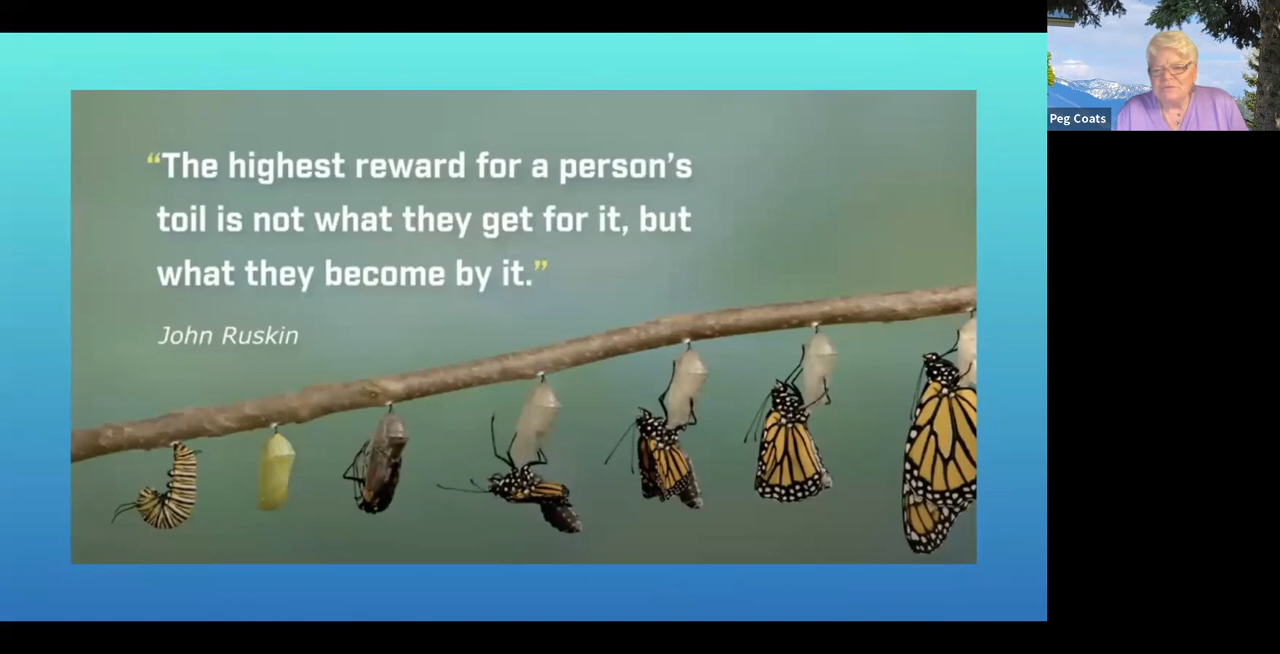 “The highest reward for a person’s
toil is not what they get for it, but
what they become by it.”
John Ruskin
Peg Coats